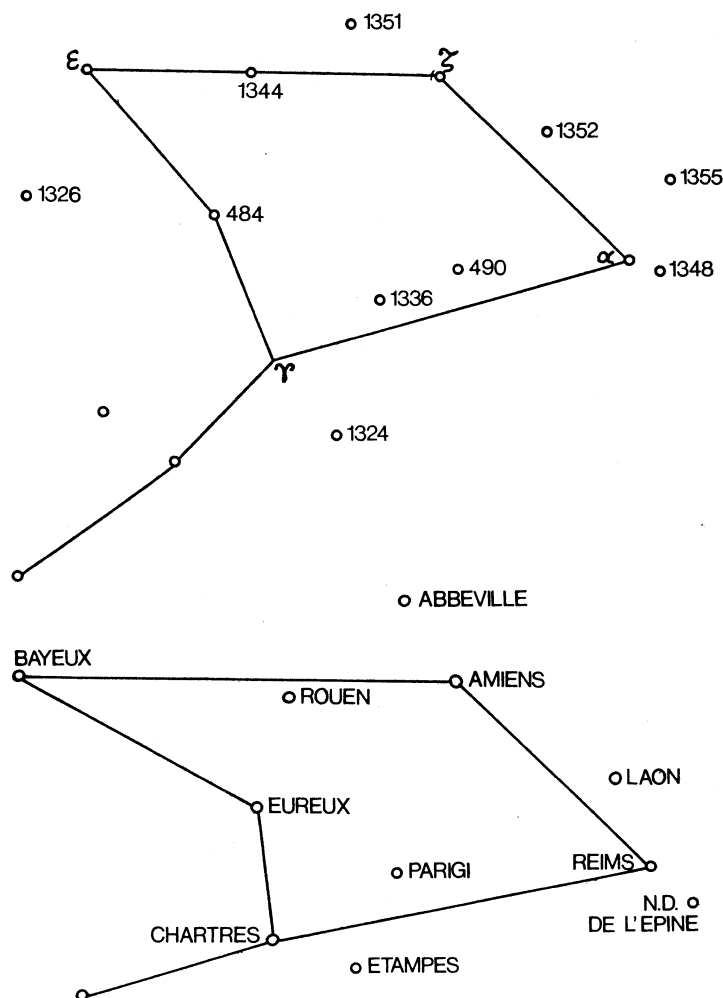 1351
ε
ζ
1344
1352
1355
1326
484
α
490
1348
1336
γ
1324
ABBEVILLE
BAYEUX
AMIENS
ROUEN
LAON
EUREUX
REIMS
PARIGI
N.D.
DE L'EPINE
CHARTRES
ETAMPES